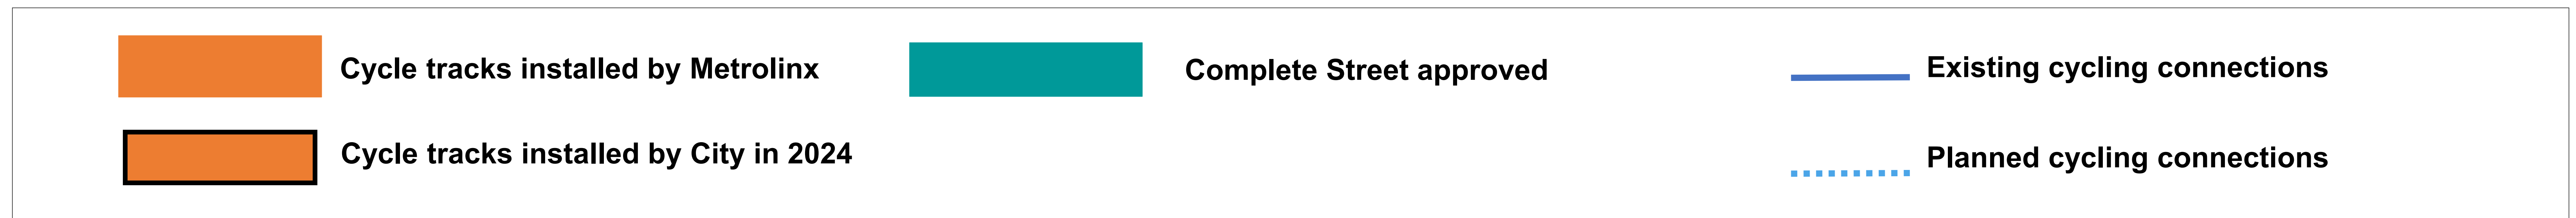 Cycle tracks installed by Metrolinx
Complete Street approved
Existing cycling connections
Cycle tracks installed by City in 2024
Planned cycling connections